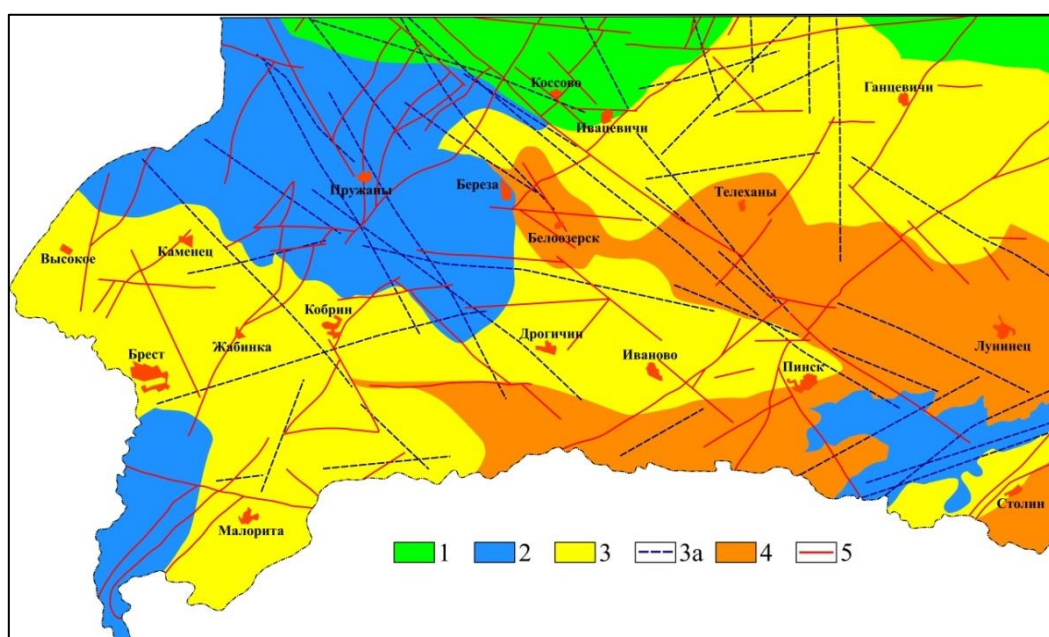 Коссово
Ганцевичи
Ивацевичи
Пружаны
Береза
Телеханы
Белоозерск
Высокое
Каменец
Кобрин
Жабинка
Дрогичин
Лунинец
Брест
Иваново
Пинск
Столин
Малорита
1 2 3 3а 4 5